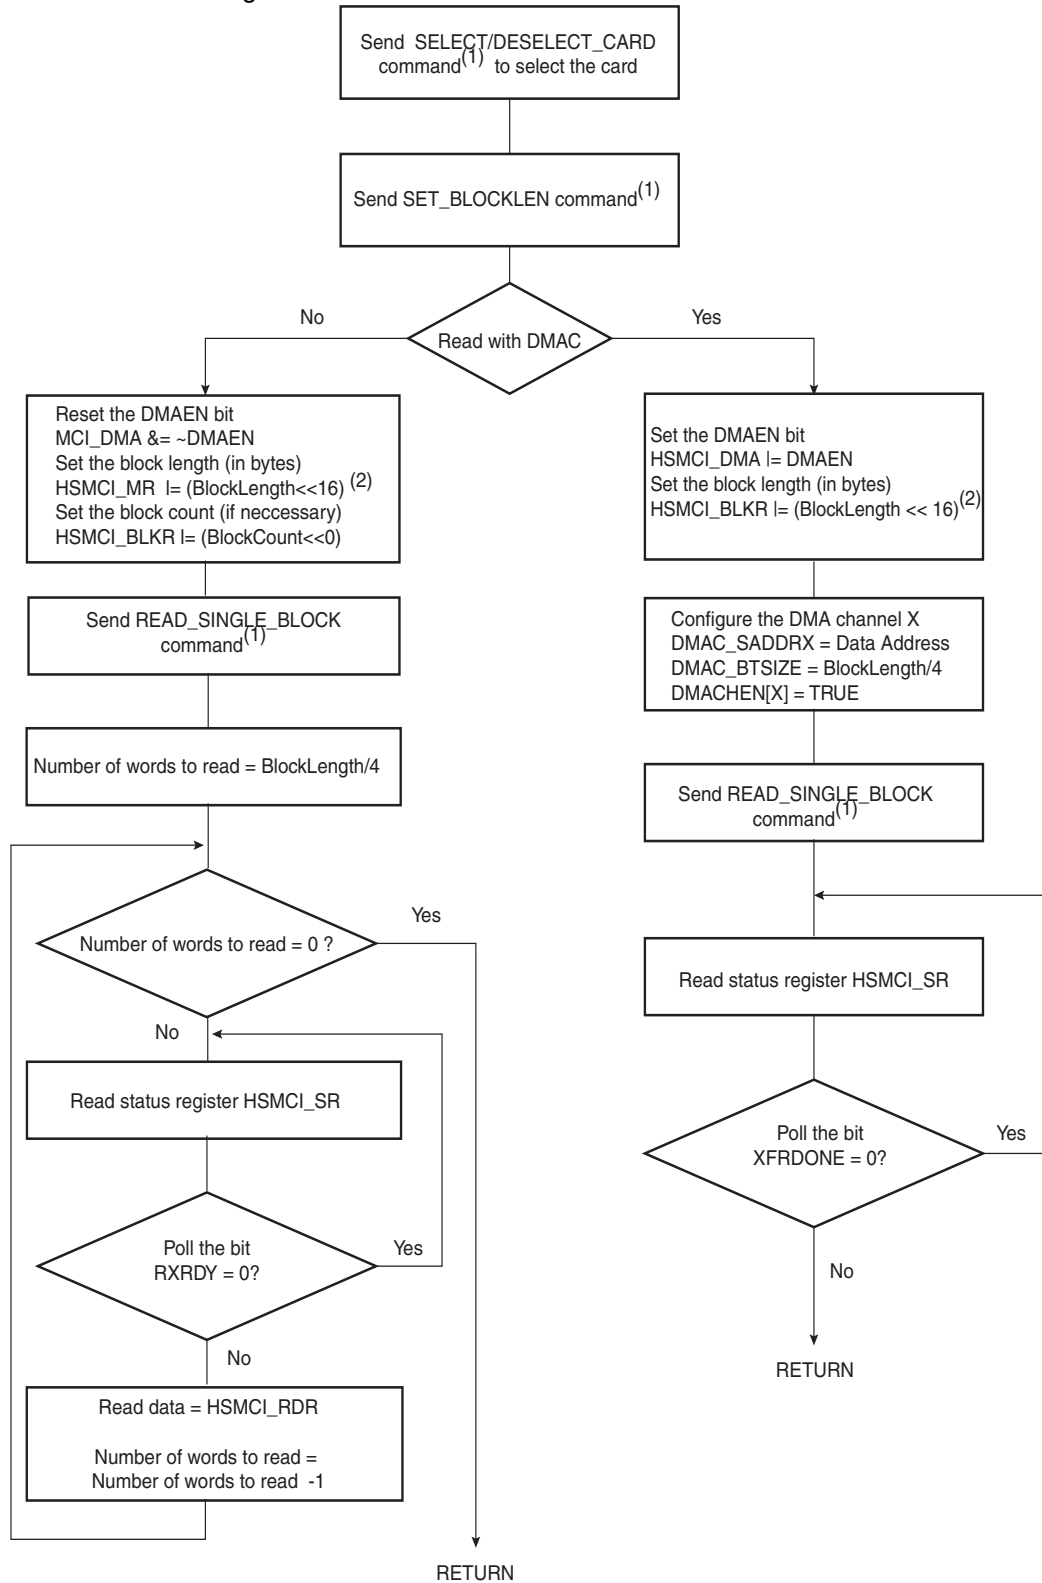 Send SELECT/DESELECT_CARD
command(1) to select the card
Send SET_BLOCKLEN command(1)
No
Yes
Read with DMAC
Reset the DMAEN bit
MCI_DMA &= ~DMAEN
Set the block length (in bytes)
HSMCI_MR |= (BlockLength<<16) (2)
Set the block count (if neccessary)
HSMCI_BLKR |= (BlockCount<<0)
Set the DMAEN bit
HSMCI_DMA |= DMAEN
Set the block length (in bytes)
HSMCI_BLKR |= (BlockLength << 16)(2)
Send READ_SINGLE_BLOCK
command(1)
Configure the DMA channel X
DMAC_SADDRX = Data Address
DMAC_BTSIZE = BlockLength/4
DMACHEN[X] = TRUE
Number of words to read = BlockLength/4
Send READ_SINGLE_BLOCK
command(1)
Number of words to read = 0 ?
Yes
No
Read status register HSMCI_SR
Read status register HSMCI_SR
Poll the bit
XFRDONE = 0?
Yes
Poll the bit
RXRDY = 0?
Yes
No
No
RETURN
Read data = HSMCI_RDR
Number of words to read =
Number of words to read -1
RETURN